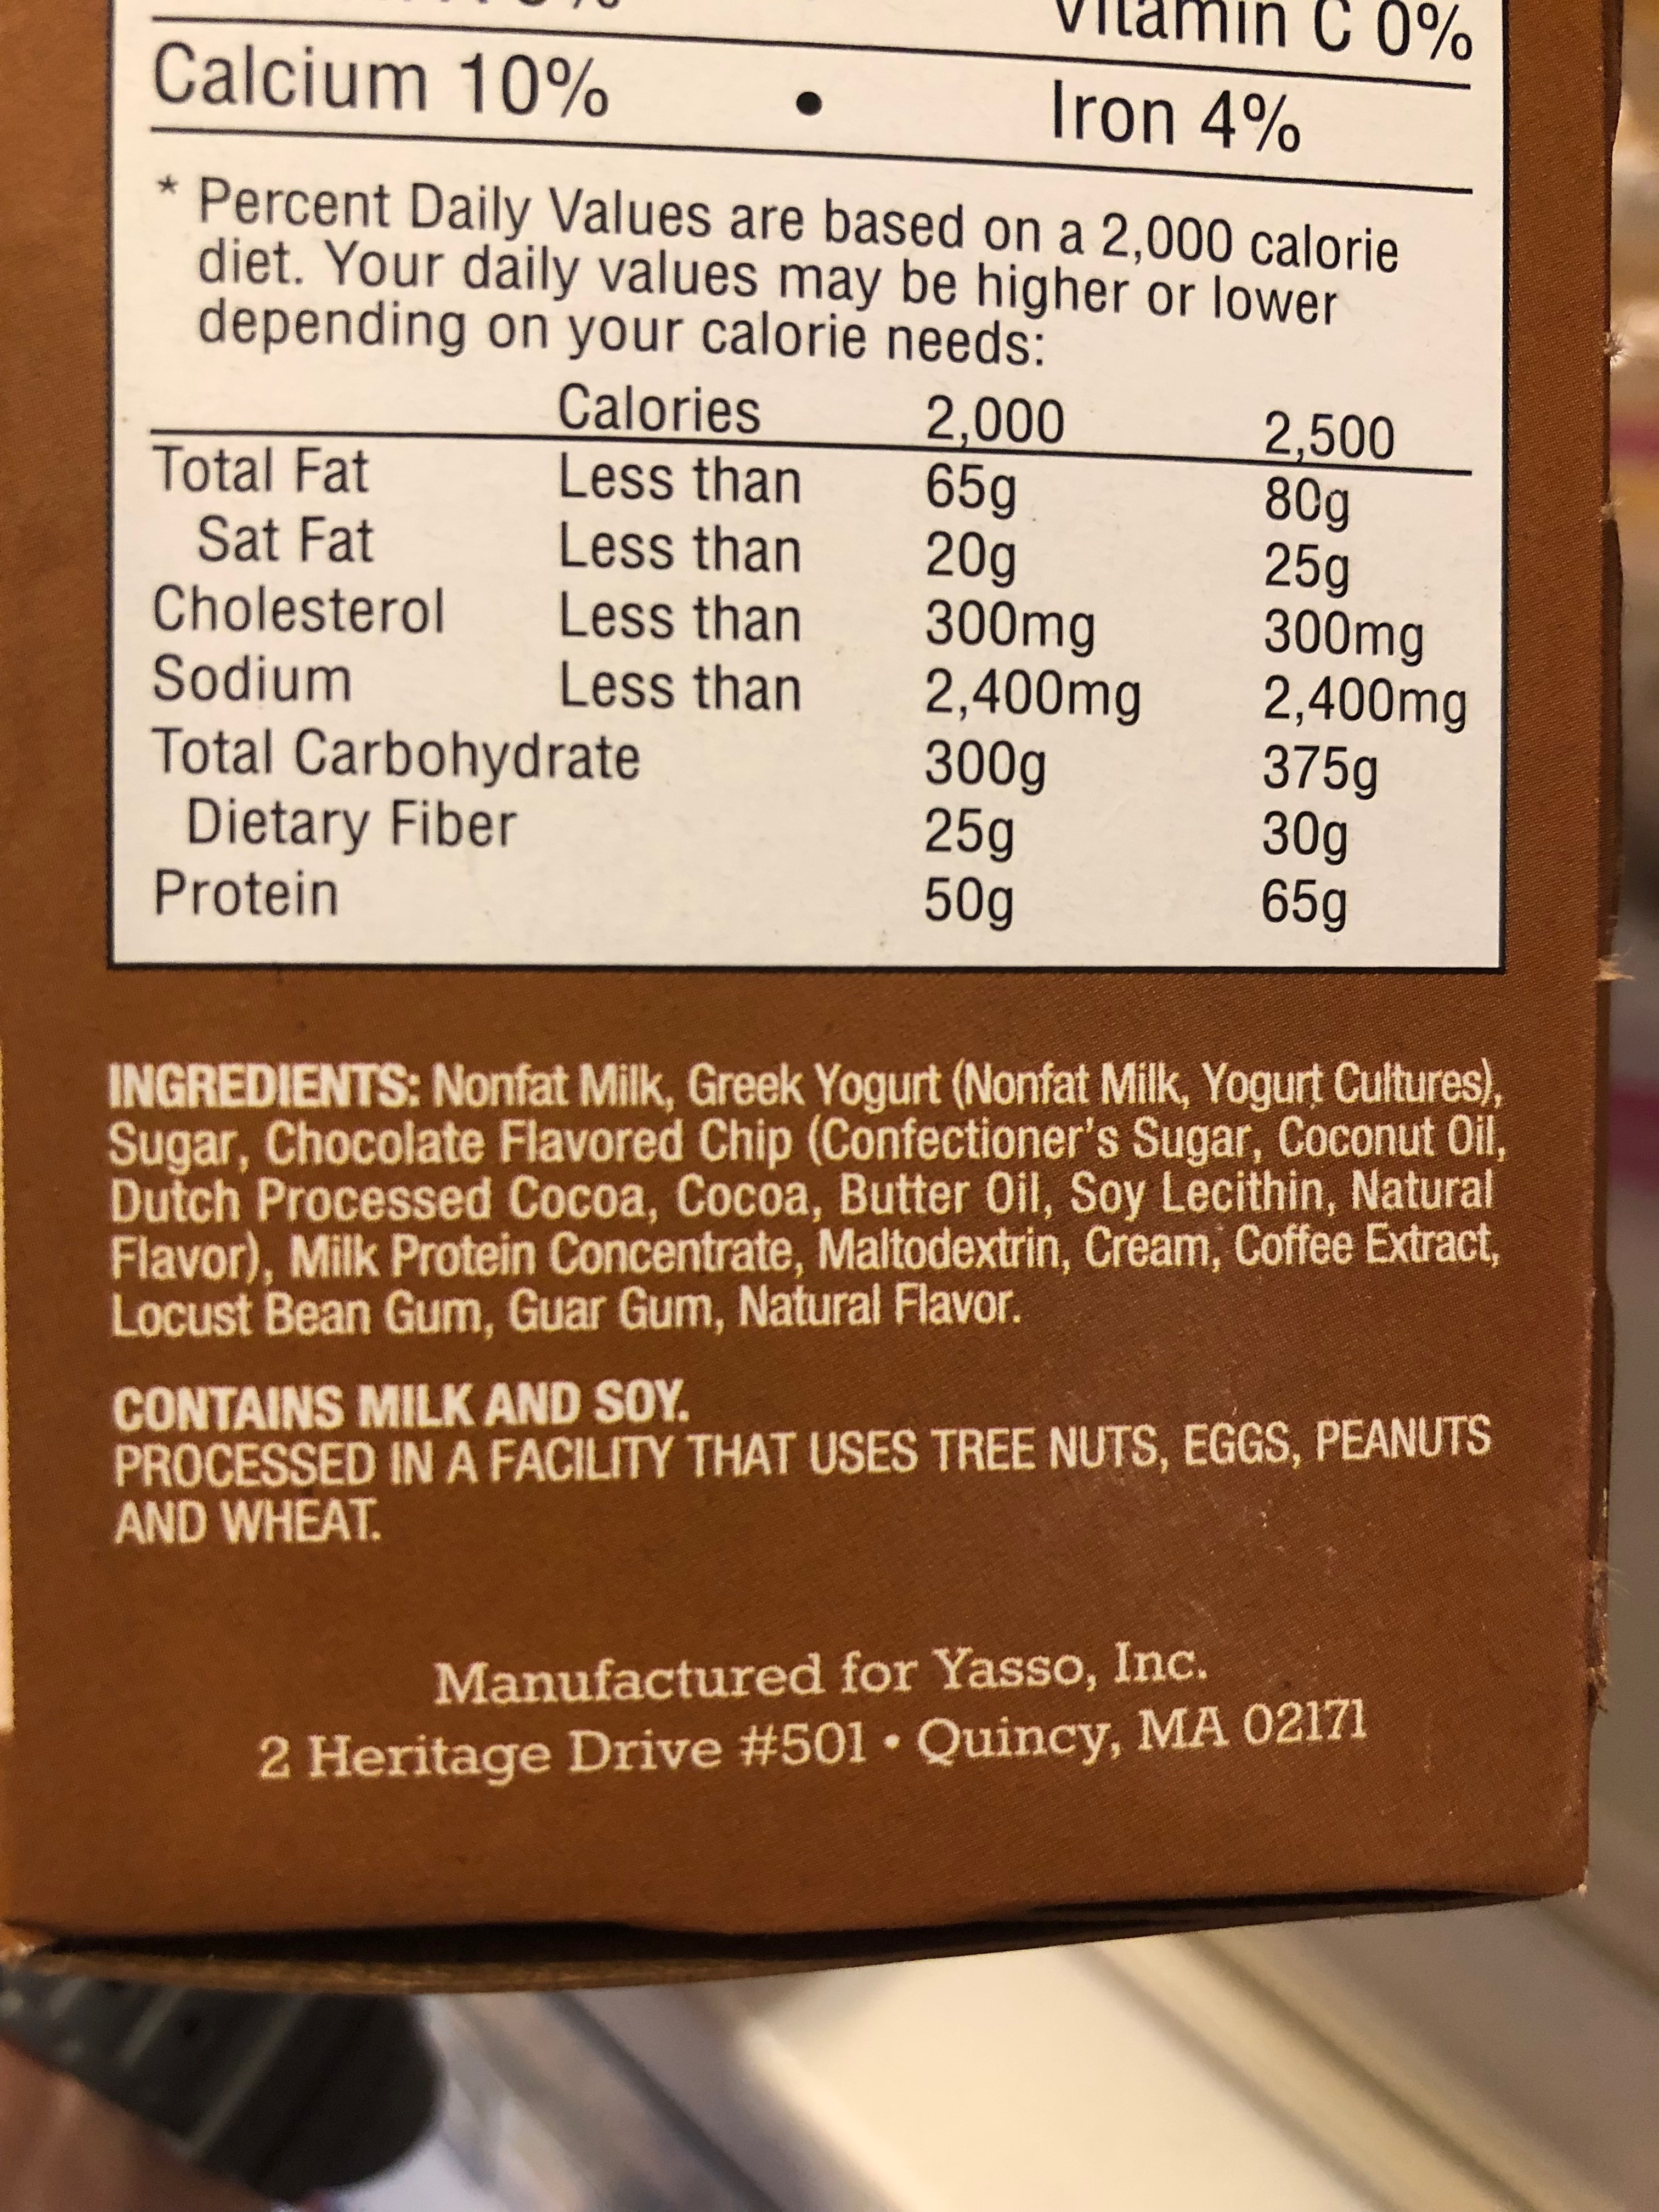 Vitamin C 0%
Calcium 10% • Iron 4%
* Percent Daily Values are based on a 2,000 calorie
diet. Your daily values may be higher or lower
depending on your calorie needs:
Calories 2,000 2,500
Total Fat Less than 65g 80g
Sat Fat Less than 20g 25g
Cholesterol Less than 300mg 300mg
Sodium Less than 2,400mg 2,400mg
Total Carbohydrate 300g 375g
Dietary Fiber 25g 30g
Protein 50g 65g
INGREDIENTS: Nonfat Milk, Greek Yogurt (Nonfat Milk, Yogurt Cultures),
Sugar, Chocolate Flavored Chip (Confectioner's Sugar, Coconut Oil,
Dutch Processed Cocoa, Cocoa, Butter Oil, Soy Lecithin, Natural
Flavor), Milk Protein Concentrate, Maltodextrin, Cream, Coffee Extract,
Locust Bean Gum, Guar Gum, Natural Flavor.
CONTAINS MILK AND SOY.
PROCESSED IN A FACILITY THAT USES TREE NUTS, EGGS, PEANUTS
AND WHEAT.
Manufactured for Yasso, Inc.
2 Heritage Drive #501 • Quincy, MA 02171